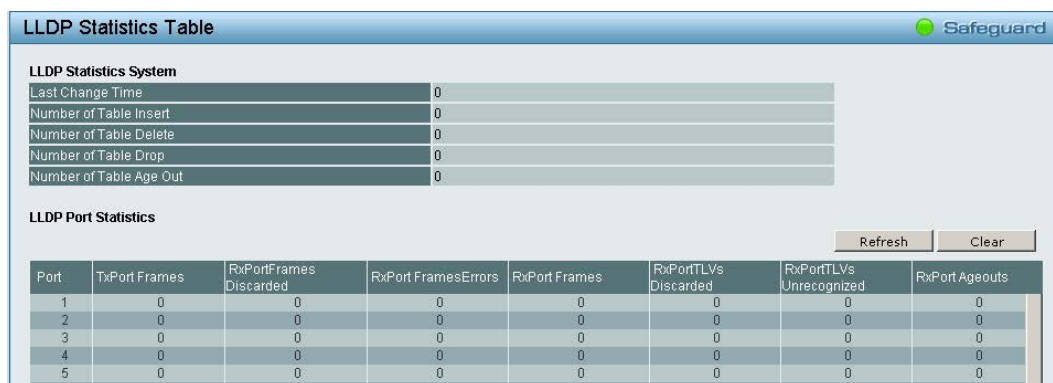 LLDP Statistics Table
Safeguard
LLDP Statistics System
Last Change Time 0
Number of Table Insert 0
Number of Table Delete 0
Number of Table Drop 0
Number of Table Age Out 0
LLDP Port Statistics
Refresh Clear
Port TxPort Frames RxPortFrames Discarded RxPort FramesErrors RxPort Frames RxPortTLVs Discarded RxPortTLVs Unrecognized RxPort Ageouts
1 0 0 0 0 0 0 0
2 0 0 0 0 0 0 0
3 0 0 0 0 0 0 0
4 0 0 0 0 0 0 0
5 0 0 0 0 0 0 0